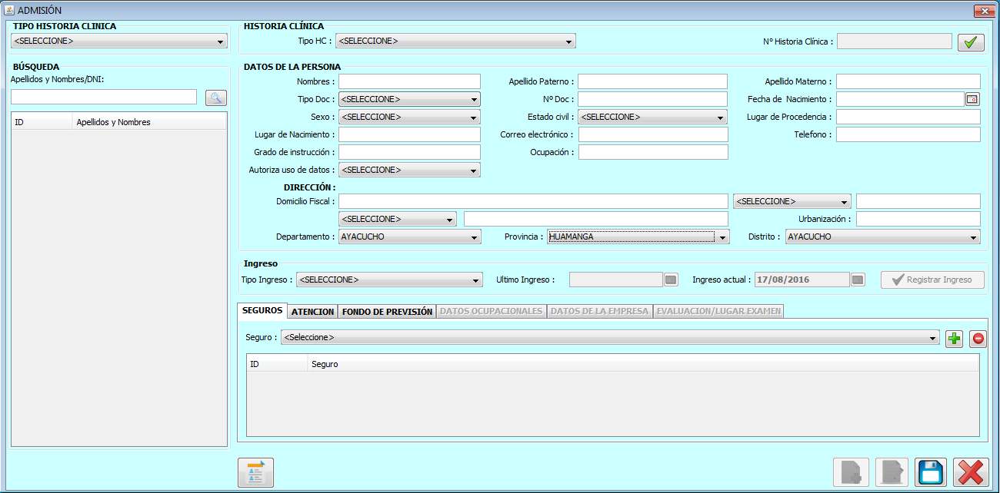 ADMISIÓN
TIPO HISTORIA CLINICA
<SELECCIONE>
BÚSQUEDA
Apellidos y Nombres/DNI:
ID Apellidos y Nombres
HISTORIA CLÍNICA
Tipo HC : <SELECCIONE> Nº Historia Clínica :
DATOS DE LA PERSONA
Nombres : Apellido Paterno : Apellido Materno :
Tipo Doc : <SELECCIONE> Nº Doc : Fecha de Nacimiento :
Sexo : <SELECCIONE> Estado civil : <SELECCIONE> Lugar de Procedencia :
Lugar de Nacimiento : Correo electrónico : Telefono :
Grado de instrucción : Ocupación :
Autoriza uso de datos : <SELECCIONE>
DIRECCIÓN :
Domicilio Fiscal : <SELECCIONE>
<SELECCIONE> Urbanización :
Departamento : AYACUCHO Provincia : HUAMANGA Distrito : AYACUCHO
Ingreso
Tipo Ingreso : <SELECCIONE> Ultimo Ingreso : Ingreso actual : 17/08/2016 Registrar Ingreso
SEGUROS ATENCION FONDO DE PREVISIÓN DATOS OCUPACIONALES DATOS DE LA EMPRESA EVALUACION/LUGAR EXAMEN
Seguro : <Seleccione>
ID Seguro